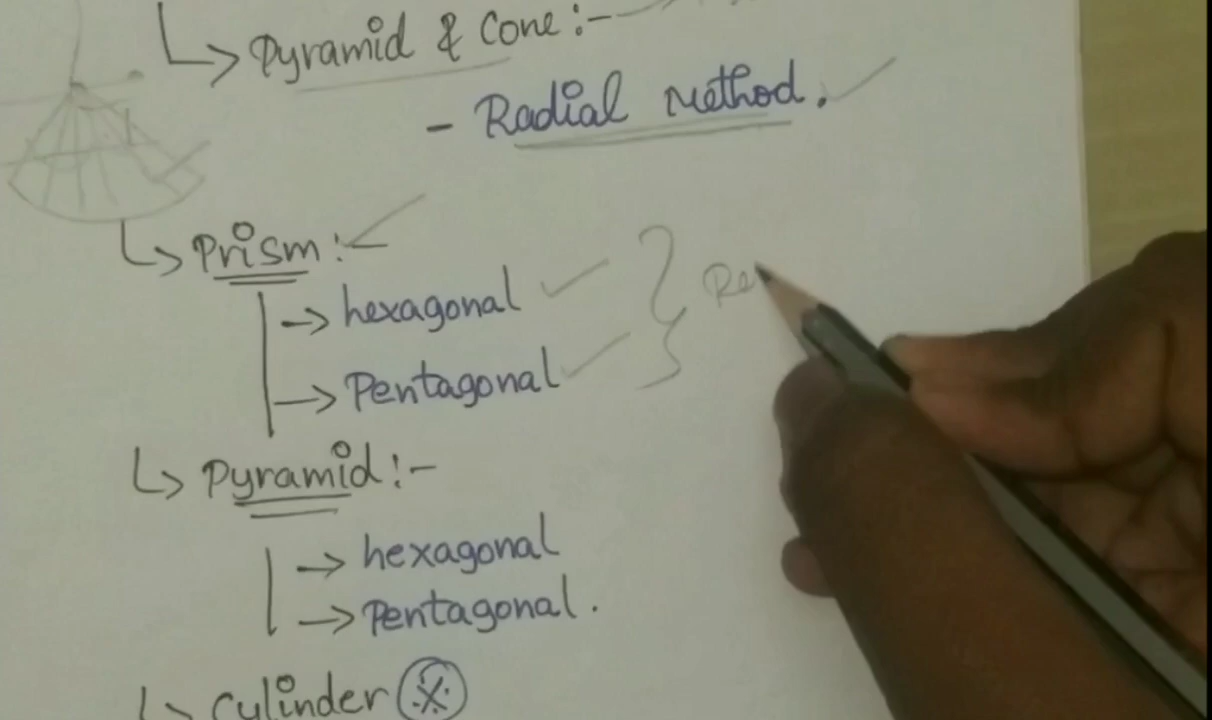 ↳ Pyramid & Cone :-
- Radial Method.
↳ Prism :-
→ hexagonal
→ Pentagonal
↳ Pyramid :-
→ hexagonal
→ Pentagonal.
↳ Cylinder